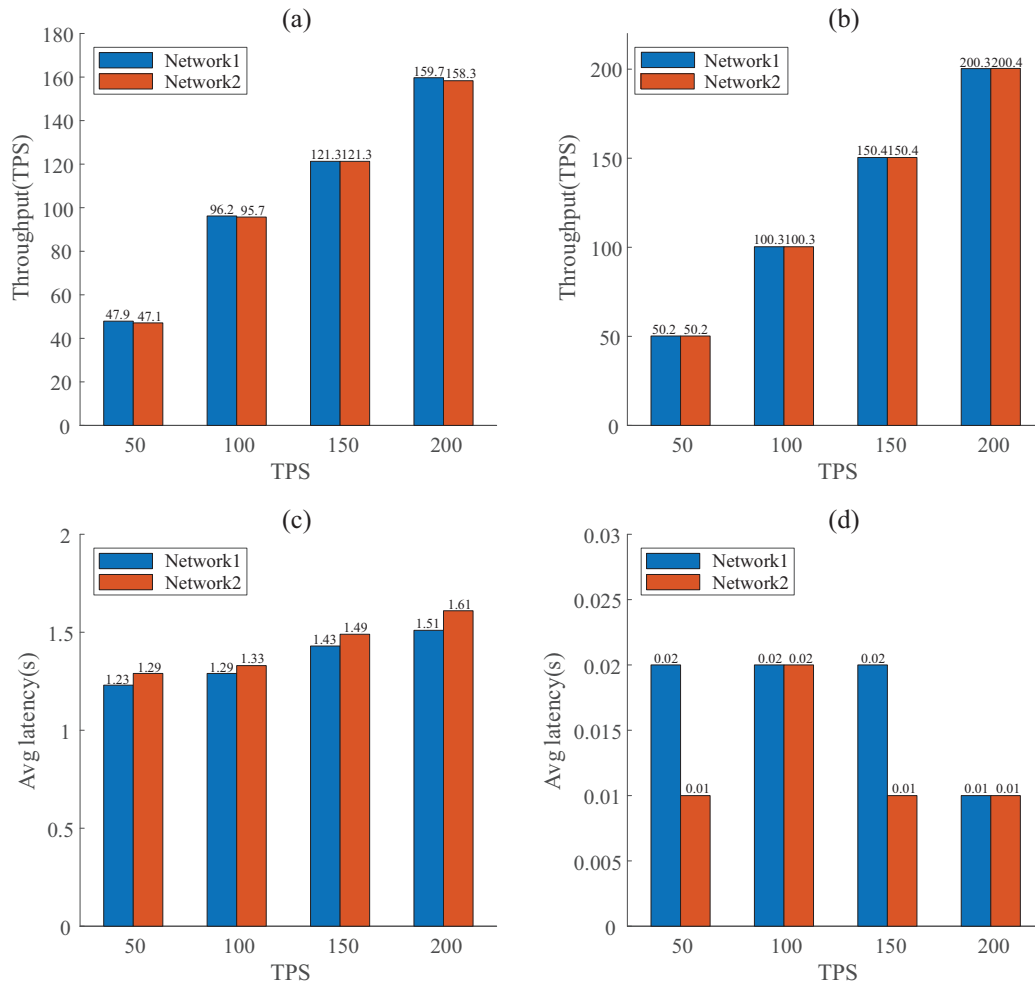 (a)
Throughput(TPS)
180
160
140
120
100
80
60
40
20
0
Network1
Network2
47.9 47.1
96.2 95.7
121.3 121.3
159.7 158.3
50 100 150 200
TPS
(b)
Throughput(TPS)
200
150
100
50
0
Network1
Network2
50.2 50.2
100.3 100.3
150.4 150.4
200.3 200.4
50 100 150 200
TPS
(c)
Avg latency(s)
2
1.5
1
0.5
0
Network1
Network2
1.23 1.29
1.29 1.33
1.43 1.49
1.51 1.61
50 100 150 200
TPS
(d)
Avg latency(s)
0.03
0.025
0.02
0.015
0.01
0.005
0
Network1
Network2
0.02 0.01
0.02 0.02
0.02 0.01
0.01 0.01
50 100 150 200
TPS